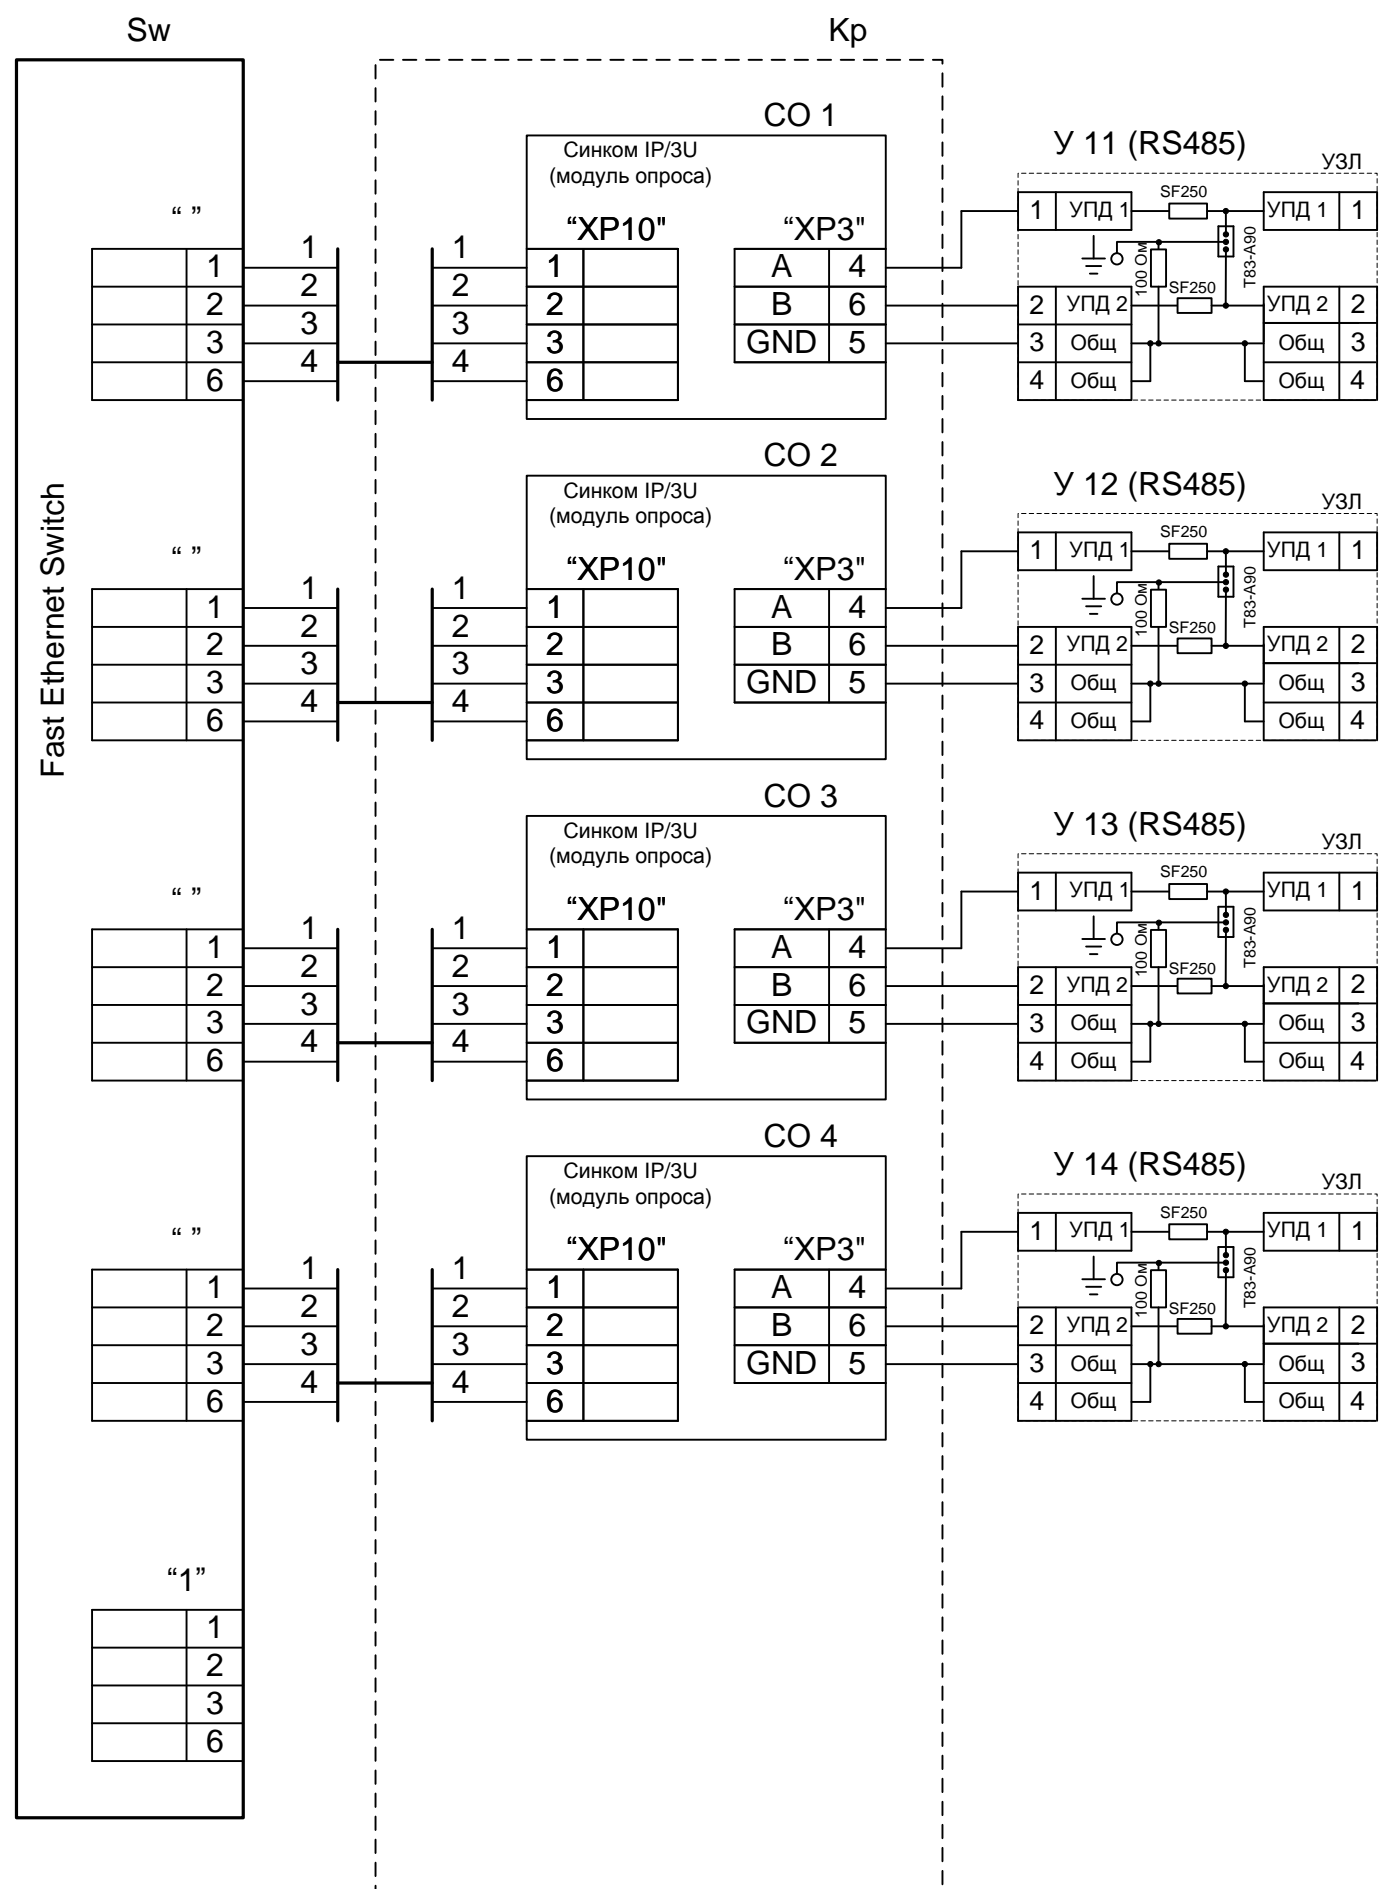 Sw
Kp
Fast Ethernet Switch
CO 1
Синком IP/3U
(модуль опроса)
У 11 (RS485)
УЗЛ
“ ”
“XP10"
“XP3"
1 1 1 1 A 4 1 УПД 1 SF250 УПД 1 1
2 2 2 2 B 6 2 УПД 2 SF250 УПД 2 2
3 3 3 3 GND 5 3 Общ Общ 3
6 4 4 6 4 Общ Общ 4
100 Ом
T83-A90
CO 2
Синком IP/3U
(модуль опроса)
У 12 (RS485)
УЗЛ
“ ”
“XP10"
“XP3"
1 1 1 1 A 4 1 УПД 1 SF250 УПД 1 1
2 2 2 2 B 6 2 УПД 2 SF250 УПД 2 2
3 3 3 3 GND 5 3 Общ Общ 3
6 4 4 6 4 Общ Общ 4
100 Ом
T83-A90
CO 3
Синком IP/3U
(модуль опроса)
У 13 (RS485)
УЗЛ
“ ”
“XP10"
“XP3"
1 1 1 1 A 4 1 УПД 1 SF250 УПД 1 1
2 2 2 2 B 6 2 УПД 2 SF250 УПД 2 2
3 3 3 3 GND 5 3 Общ Общ 3
6 4 4 6 4 Общ Общ 4
100 Ом
T83-A90
CO 4
Синком IP/3U
(модуль опроса)
У 14 (RS485)
УЗЛ
“ ”
“XP10"
“XP3"
1 1 1 1 A 4 1 УПД 1 SF250 УПД 1 1
2 2 2 2 B 6 2 УПД 2 SF250 УПД 2 2
3 3 3 3 GND 5 3 Общ Общ 3
6 4 4 6 4 Общ Общ 4
100 Ом
T83-A90
“1”
1
2
3
6